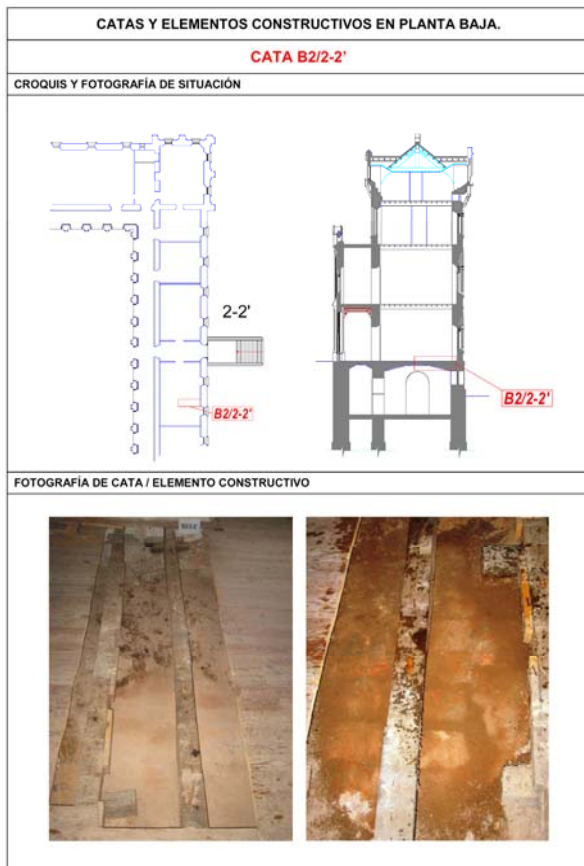 CATAS Y ELEMENTOS CONSTRUCTIVOS EN PLANTA BAJA.
CATA B2/2-2'
CROQUIS Y FOTOGRAFÍA DE SITUACIÓN
2-2'
B2/2-2'
B2/2-2'
FOTOGRAFÍA DE CATA / ELEMENTO CONSTRUCTIVO